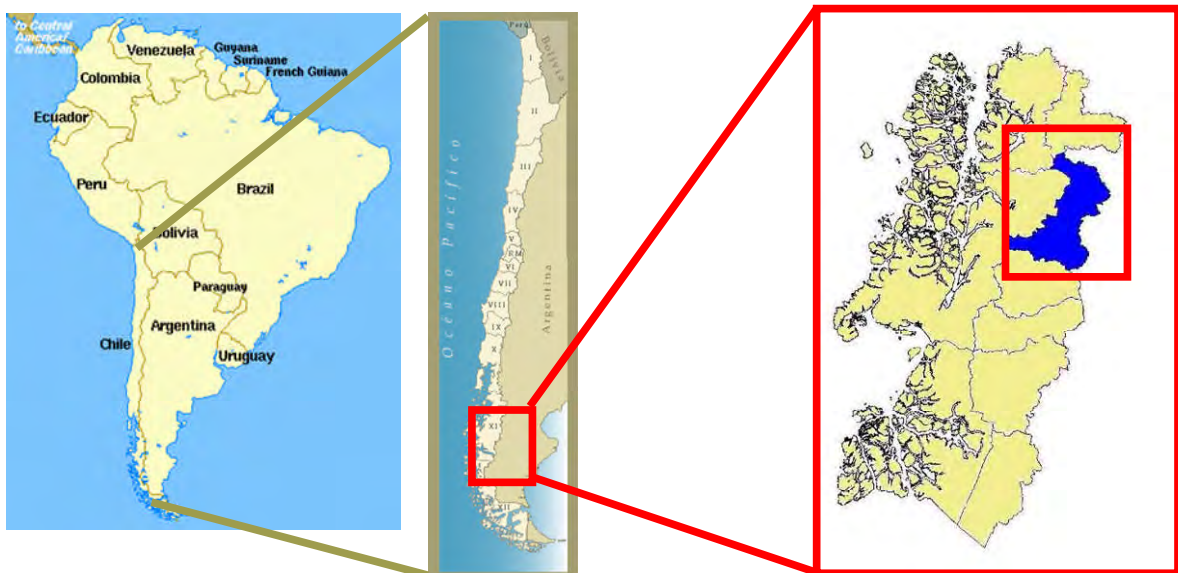 to Central
America/
Caribbean
Venezuela
Guyana
Suriname
French Guiana
Colombia
Ecuador
Peru
Brazil
Bolivia
Paraguay
Argentina
Chile
Uruguay
Perú
Bolivia
I
II
III
IV
V
RM
VI
VII
VIII
IX
X
XI
XII
Océano Pacífico
Argentina